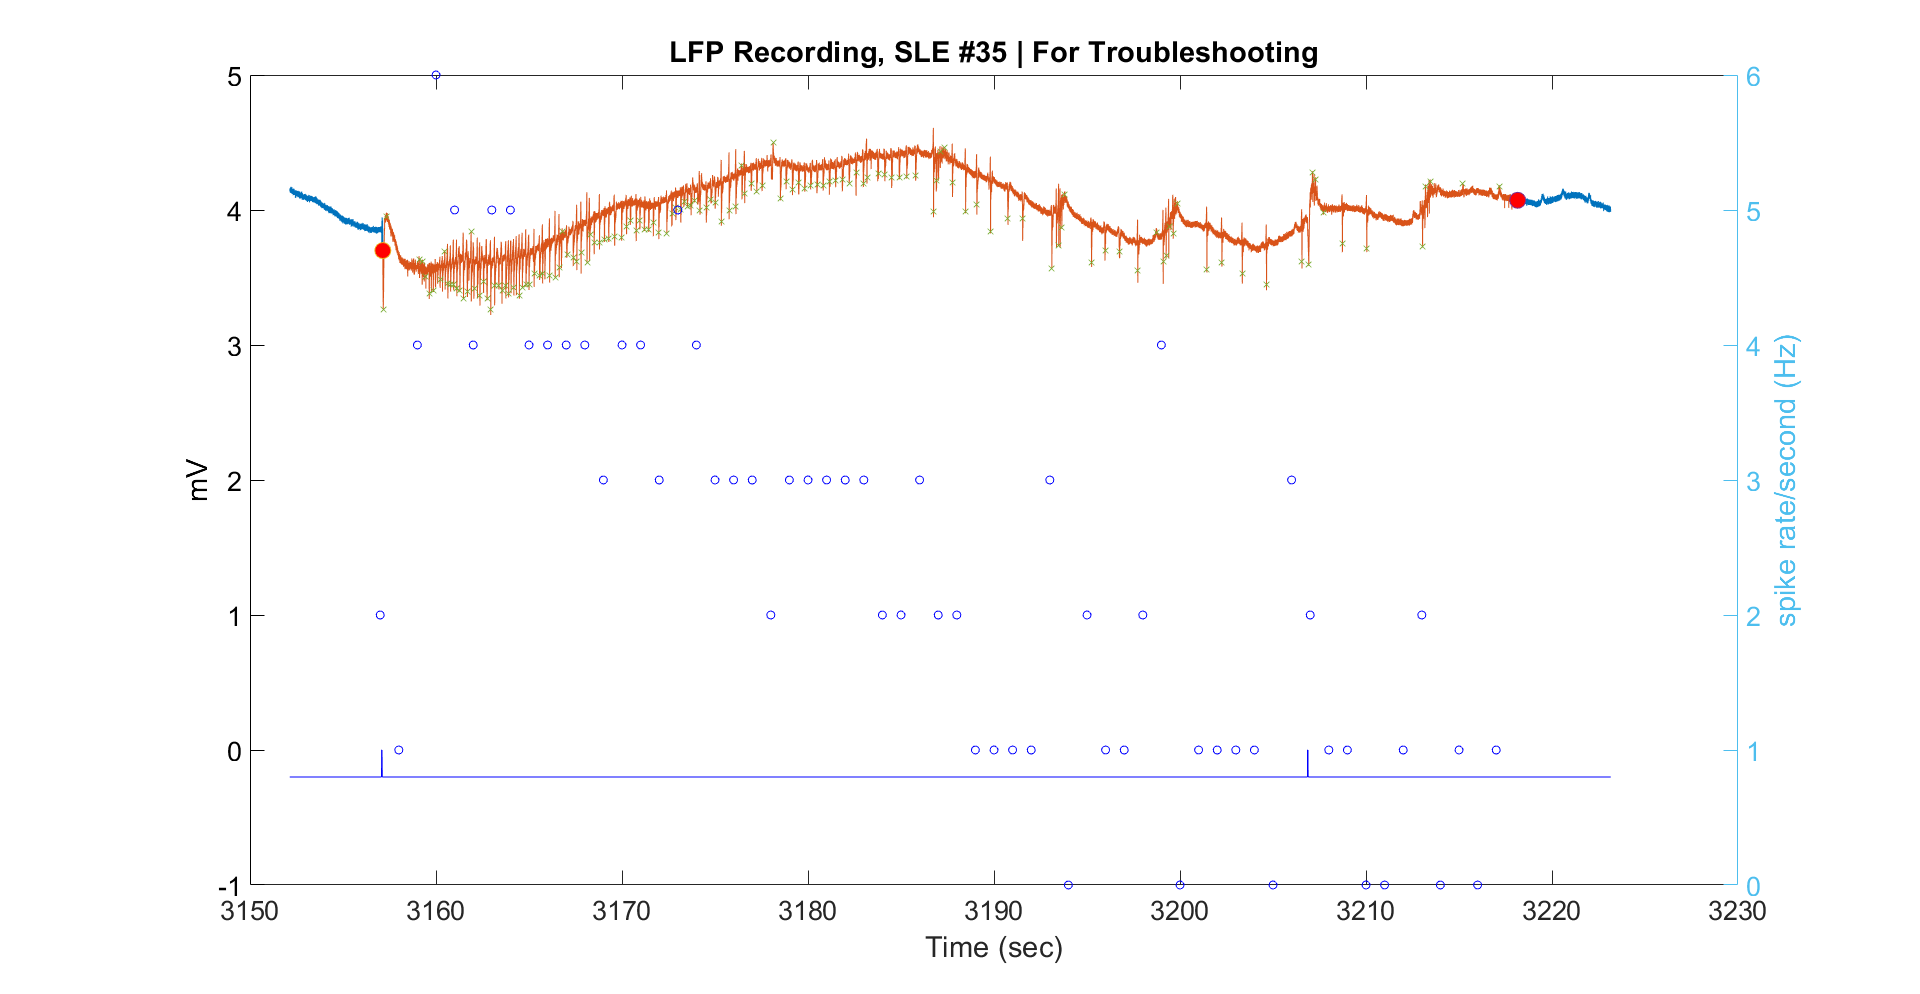 LFP Recording, SLE #35 | For Troubleshooting
5
4
3
2
1
0
-1
mV
6
5
4
3
2
1
0
spike rate/second (Hz)
3150 3160 3170 3180 3190 3200 3210 3220 3230
Time (sec)